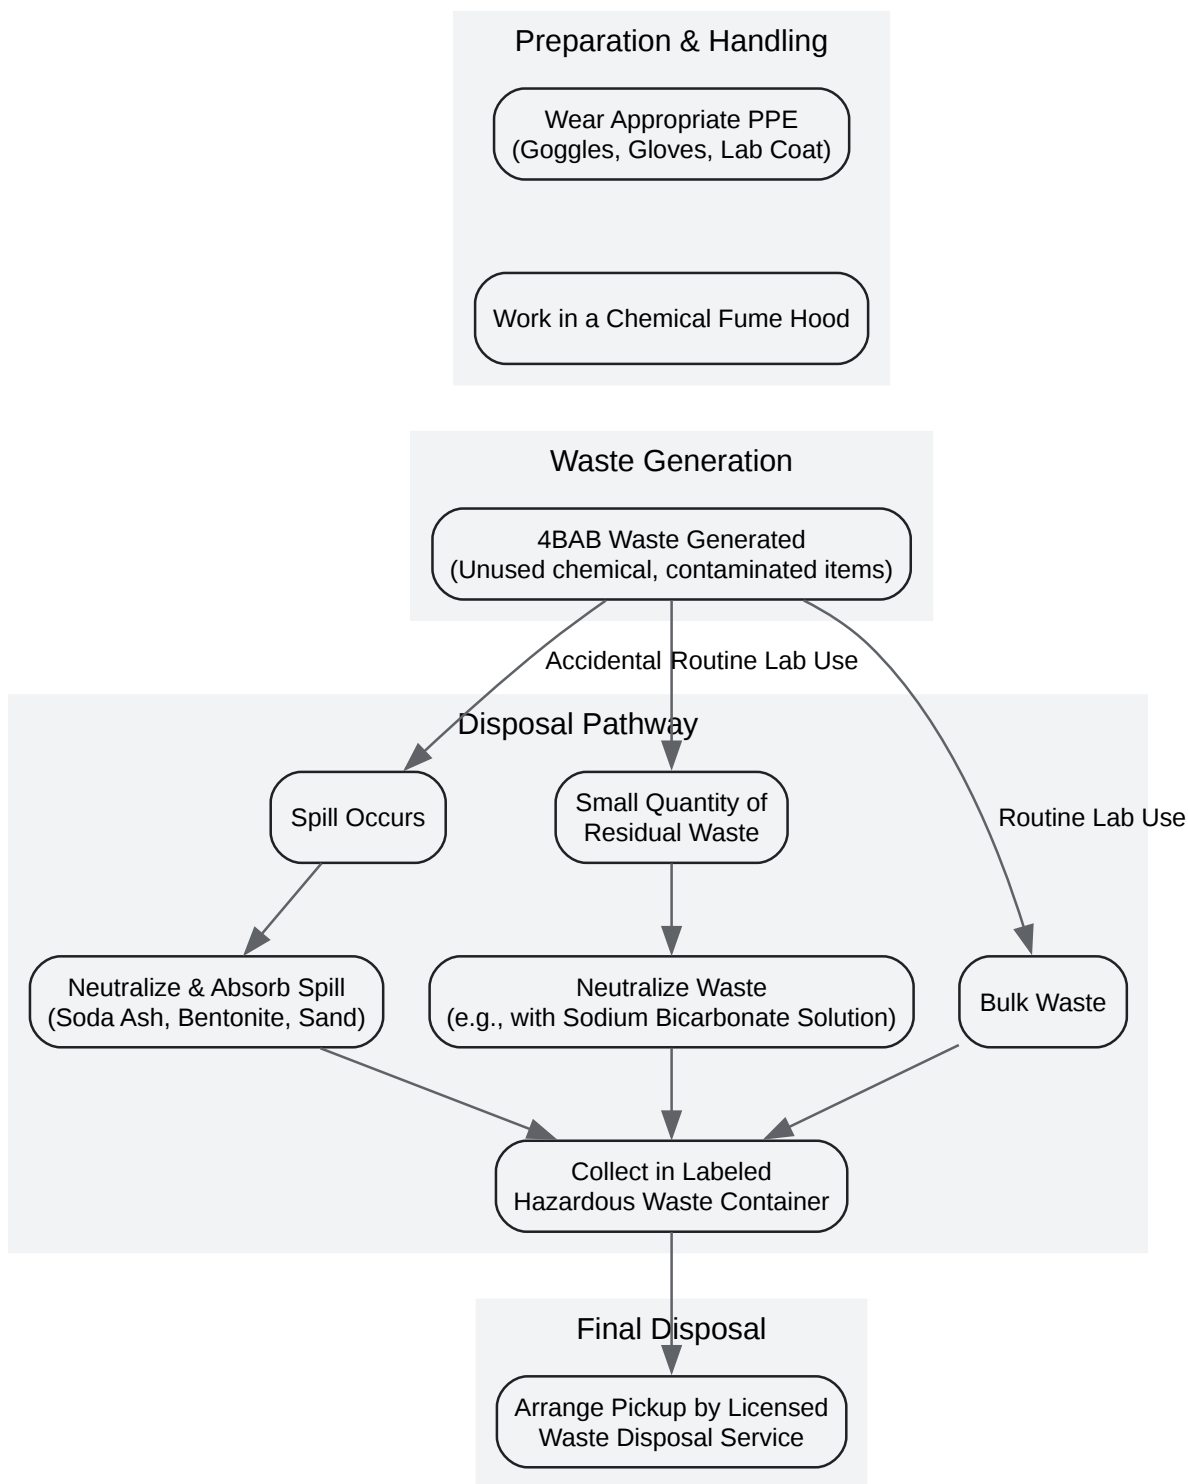 Preparation & Handling
Wear Appropriate PPE
(Goggles, Gloves, Lab Coat)
Work in a Chemical Fume Hood
Waste Generation
4BAB Waste Generated
(Unused chemical, contaminated items)
Accidental
Routine Lab Use
Disposal Pathway
Spill Occurs
Small Quantity of
Residual Waste
Routine Lab Use
Neutralize & Absorb Spill
(Soda Ash, Bentonite, Sand)
Neutralize Waste
(e.g., with Sodium Bicarbonate Solution)
Bulk Waste
Collect in Labeled
Hazardous Waste Container
Final Disposal
Arrange Pickup by Licensed
Waste Disposal Service